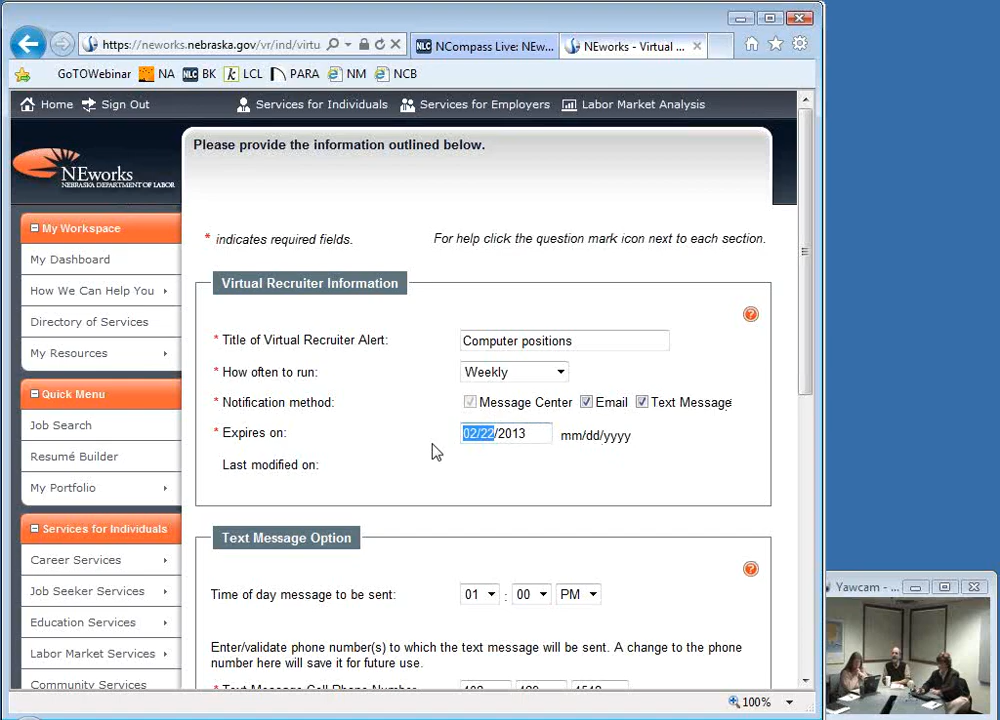 https://neworks.nebraska.gov/vr/ind/virtu
NLC NCompass Live: NEw...
NEworks - Virtual ...
GoTOWebinar NA NLC BK k LCL PARA NM NCB
Home Sign Out Services for Individuals Services for Employers Labor Market Analysis
NEworks
NEBRASKA DEPARTMENT OF LABOR
Please provide the information outlined below.
My Workspace
My Dashboard
How We Can Help You
Directory of Services
My Resources
Quick Menu
Job Search
Resumé Builder
My Portfolio
Services for Individuals
Career Services
Job Seeker Services
Education Services
Labor Market Services
Community Services
* indicates required fields. For help click the question mark icon next to each section.
Virtual Recruiter Information
?
* Title of Virtual Recruiter Alert: Computer positions
* How often to run: Weekly
* Notification method: Message Center Email Text Message
* Expires on: 02/22/2013 mm/dd/yyyy
Last modified on:
Text Message Option
?
Time of day message to be sent: 01 : 00 PM
Enter/validate phone number(s) to which the text message will be sent. A change to the phone
number here will save it for future use.
* Text Message Cell Phone Number
100%
Yawcam - ...